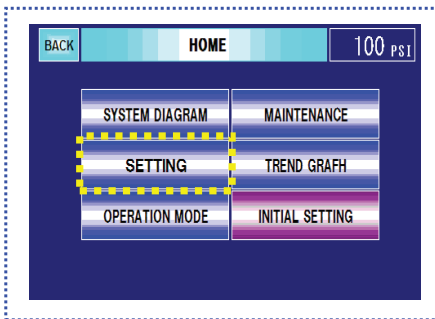 BACK HOME 100 PSI
SYSTEM DIAGRAM MAINTENANCE
SETTING TREND GRAFH
OPERATION MODE INITIAL SETTING